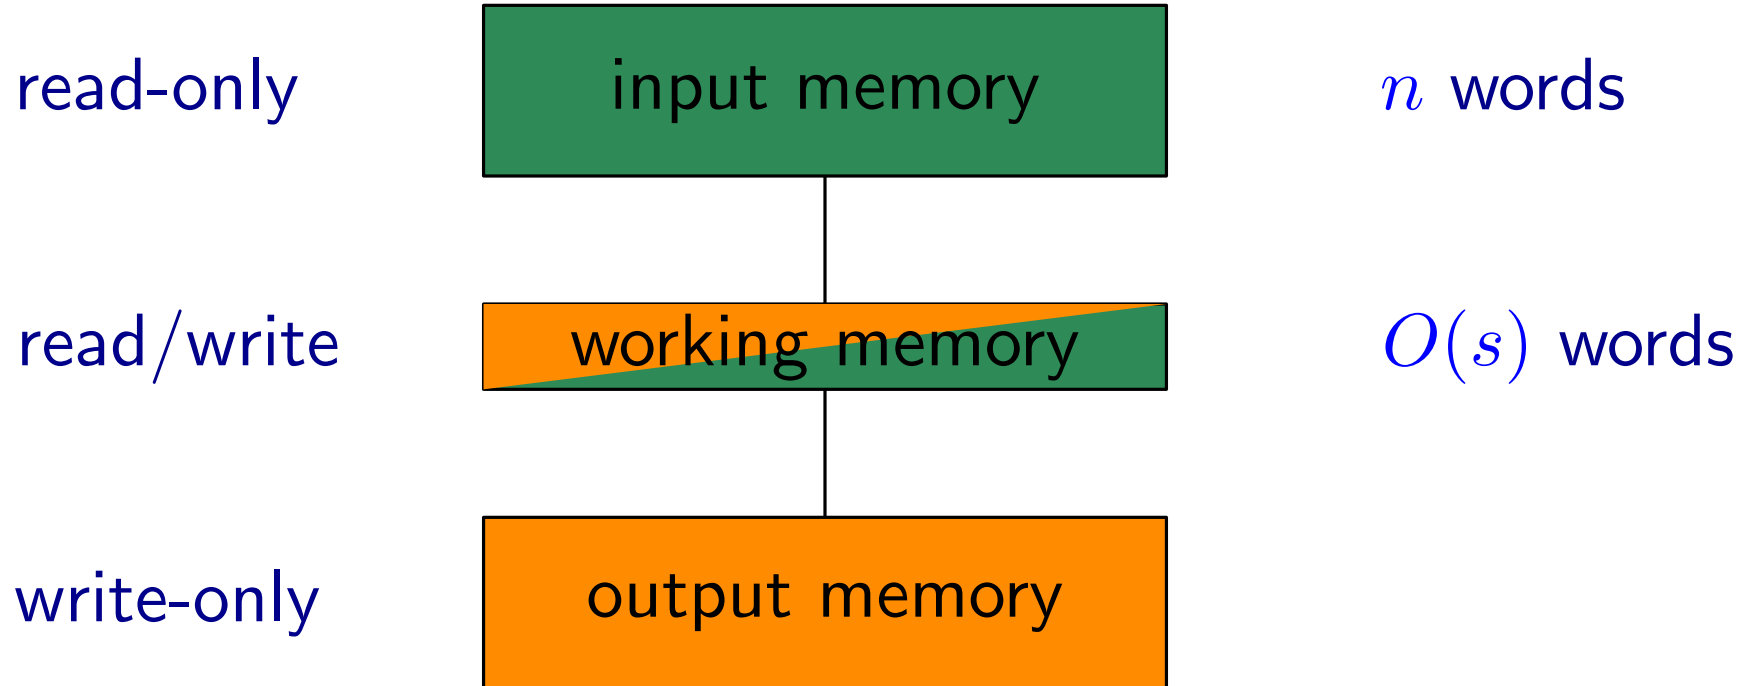 read-only input memory n words
read/write working memory O(s) words
write-only output memory